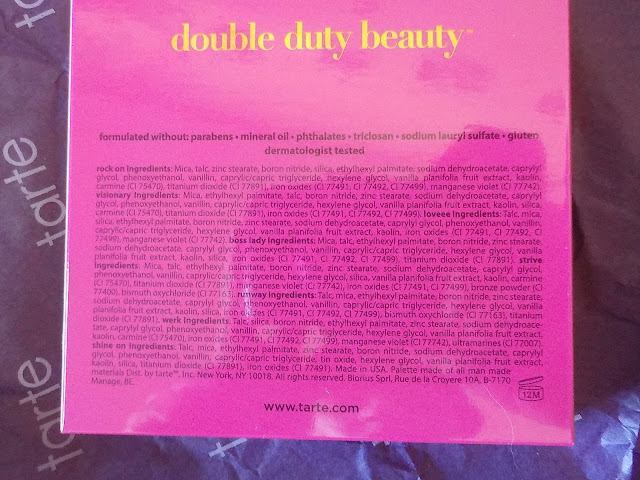 double duty beauty™
formulated without: parabens • mineral oil • phthalates • triclosan • sodium lauryl sulfate • gluten
dermatologist tested
rock on ingredients: Mica, talc, zinc stearate, boron nitride, silica, ethylhexyl palmitate, sodium dehydroacetate, caprylyl
glycol, phenoxyethanol, vanillin, caprylic/capric triglyceride, hexylene glycol, vanilla planifolia fruit extract, kaolin,
carmine (CI 75470), titanium dioxide (CI 77891), iron oxides (CI 77491, CI 77492, CI 77499), manganese violet (CI 77742).
visionary ingredients: Mica, ethylhexyl palmitate, talc, boron nitride, zinc stearate, sodium dehydroacetate, caprylyl
glycol, phenoxyethanol, vanillin, caprylic/capric triglyceride, hexylene glycol, vanilla planifolia fruit extract, kaolin, silica,
carmine (CI 75470), titanium dioxide (CI 77891), iron oxides (CI 77491, CI 77492, CI 77499). loveee ingredients: Talc, mica,
silica, ethylhexyl palmitate, boron nitride, zinc stearate, sodium dehydroacetate, caprylyl glycol, phenoxyethanol, vanillin,
caprylic/capric triglyceride, hexylene glycol, vanilla planifolia fruit extract, kaolin, iron oxides (CI 77491, CI 77492, CI
77499), manganese violet (CI 77742). boss lady ingredients: Mica, talc, ethylhexyl palmitate, boron nitride, zinc stearate,
sodium dehydroacetate, caprylyl glycol, phenoxyethanol, vanillin, caprylic/capric triglyceride, hexylene glycol, vanilla
planifolia fruit extract, kaolin, silica, iron oxides (CI 77491, CI 77492, CI 77499), titanium dioxide (CI 77891). strive
ingredients: Mica, talc, ethylhexyl palmitate, boron nitride, zinc stearate, sodium dehydroacetate, caprylyl glycol,
phenoxyethanol, vanillin, caprylic/capric triglyceride, hexylene glycol, silica, vanilla planifolia fruit extract, kaolin, carmine
(CI 75470), titanium dioxide (CI 77891), iron oxides (CI 77491, CI 77492, CI 77499), bronze powder (CI
77400), bismuth oxychloride (CI 77163). runway ingredients: Talc, mica, ethylhexyl palmitate, boron nitride, zinc stearate,
sodium dehydroacetate, caprylyl glycol, phenoxyethanol, vanillin, caprylic/capric triglyceride, hexylene glycol, vanilla planifolia
fruit extract, kaolin, silica, iron oxides (CI 77491, CI 77492, CI 77499), bismuth oxychloride (CI 77163), titanium
dioxide (CI 77891). werk ingredients: Talc, silica, boron nitride, ethylhexyl palmitate, zinc stearate, sodium dehydroace-
tate, caprylyl glycol, phenoxyethanol, vanillin, caprylic/capric triglyceride, hexylene glycol, vanilla planifolia fruit extract,
kaolin, carmine (CI 75470), iron oxides (CI 77491, CI 77492, CI 77499), manganese violet (CI 77742), ultramarines (CI 77007).
shine on ingredients: Talc, mica, ethylhexyl palmitate, zinc stearate, boron nitride, sodium dehydroacetate, caprylyl
glycol, phenoxyethanol, vanillin, caprylic/capric triglyceride, tin oxide, hexylene glycol, vanilla planifolia fruit extract,
kaolin, silica, titanium dioxide (CI 77891), iron oxides (CI 77491). Made in USA. Palette made of all man made
materials Dist. by tarte™, Inc. New York, NY 10018. All rights reserved. Biorius Sprl, Rue de la Croyere 10A, B-7170
Manage, BE.
12M
www.tarte.com
tarte
tarte
tarte
tarte